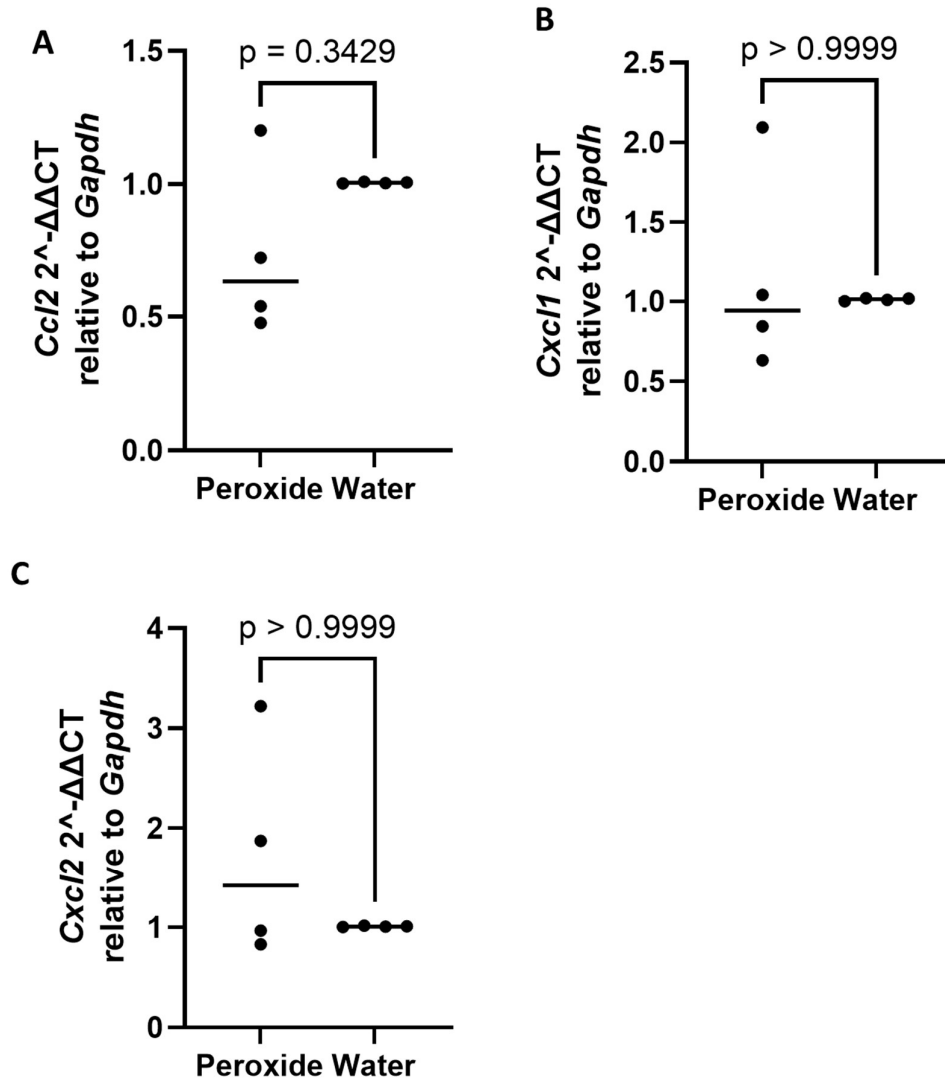 A
p = 0.3429
Ccl2 2^-ΔΔCT
relative to Gapdh
1.5
1.0
0.5
0.0
Peroxide Water
B
p > 0.9999
Cxcl1 2^-ΔΔCT
relative to Gapdh
2.5
2.0
1.5
1.0
0.5
0.0
Peroxide Water
C
p > 0.9999
Cxcl2 2^-ΔΔCT
relative to Gapdh
4
3
2
1
0
Peroxide Water